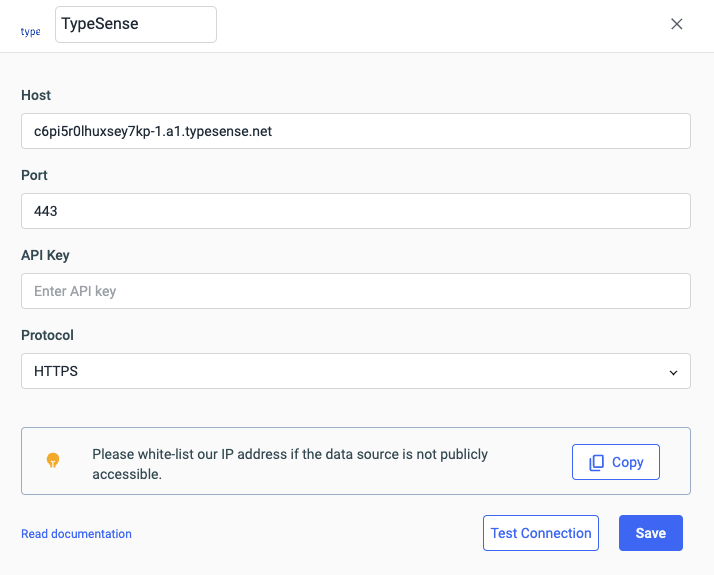 type
TypeSense
Host
c6pi5r0lhuxsey7kp-1.a1.typesense.net
Port
443
API Key
Enter API key
Protocol
HTTPS
Please white-list our IP address if the data source is not publicly
accessible.
Copy
Read documentation
Test Connection
Save